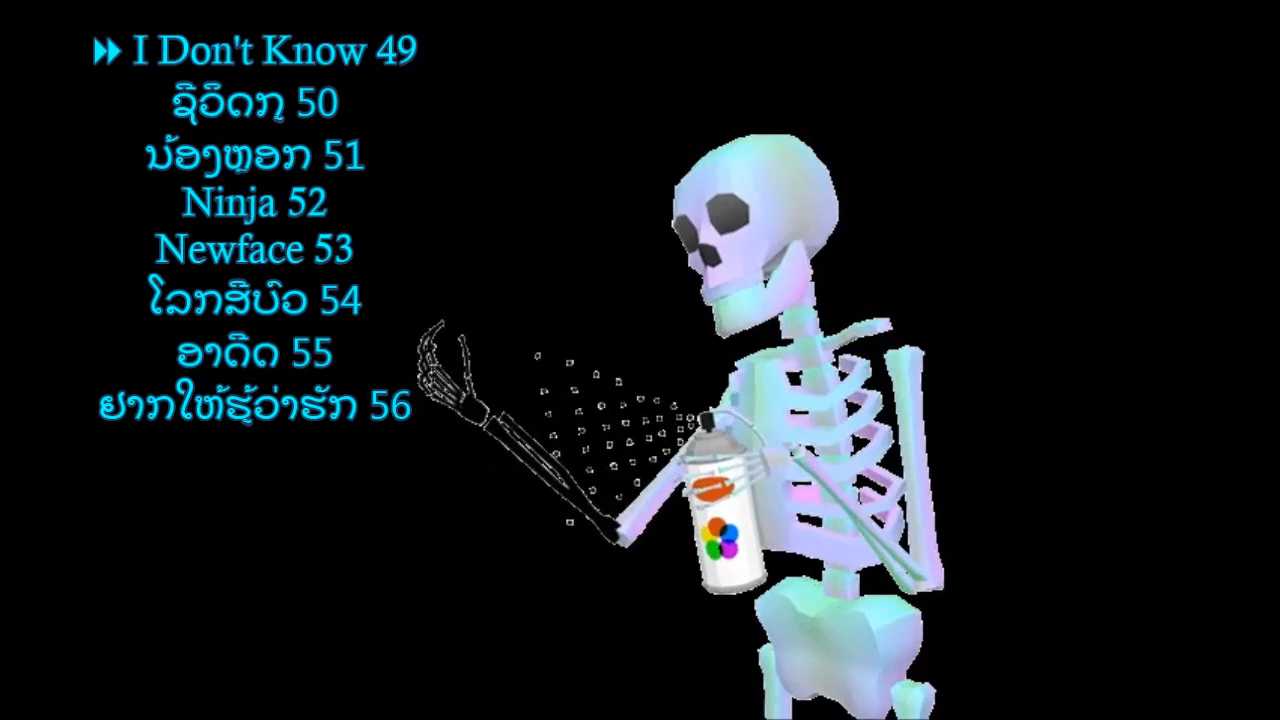 ⏩ I Don't Know 49
ຊີວິດກູ 50
ນ້ອງຫຼອກ 51
Ninja 52
Newface 53
ໂລກສີບົວ 54
ອາດີດ 55
ຢາກໃຫ້ຮູ້ວ່າຮັກ 56